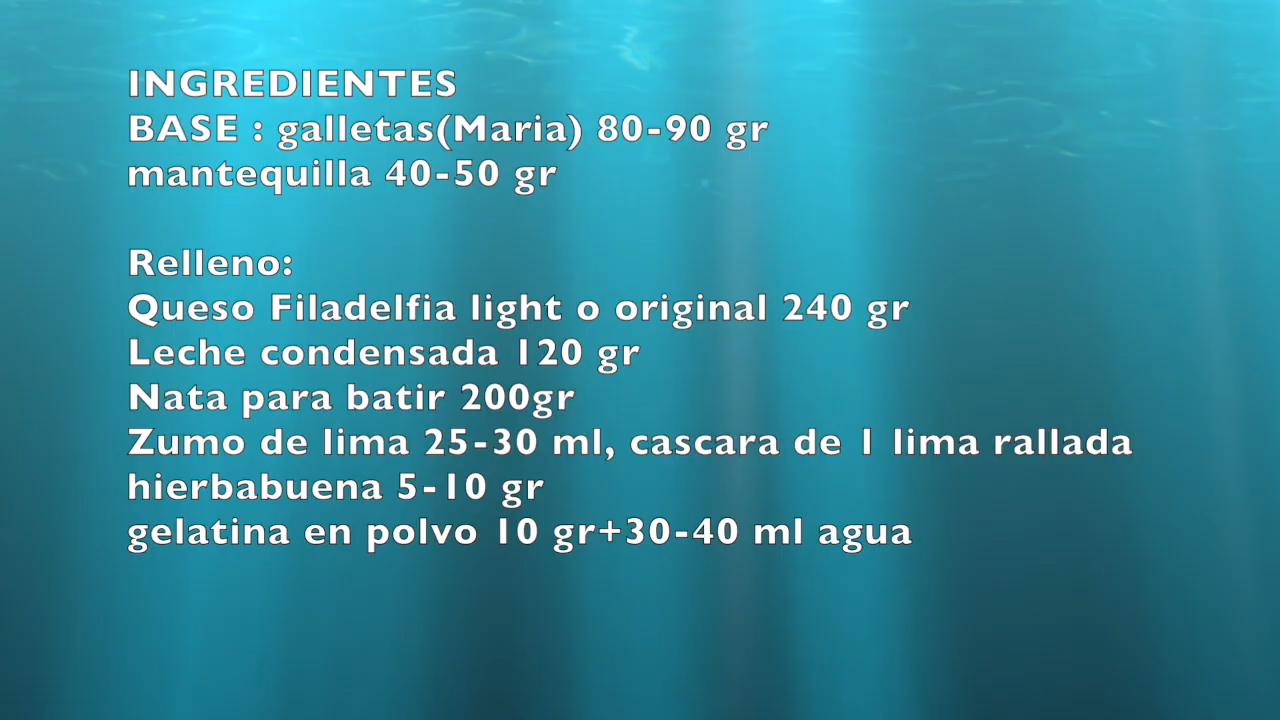 INGREDIENTES
BASE : galletas(Maria) 80-90 gr
mantequilla 40-50 gr
Relleno:
Queso Filadelfia light o original 240 gr
Leche condensada 120 gr
Nata para batir 200gr
Zumo de lima 25-30 ml, cascara de 1 lima rallada
hierbabuena 5-10 gr
gelatina en polvo 10 gr+30-40 ml agua